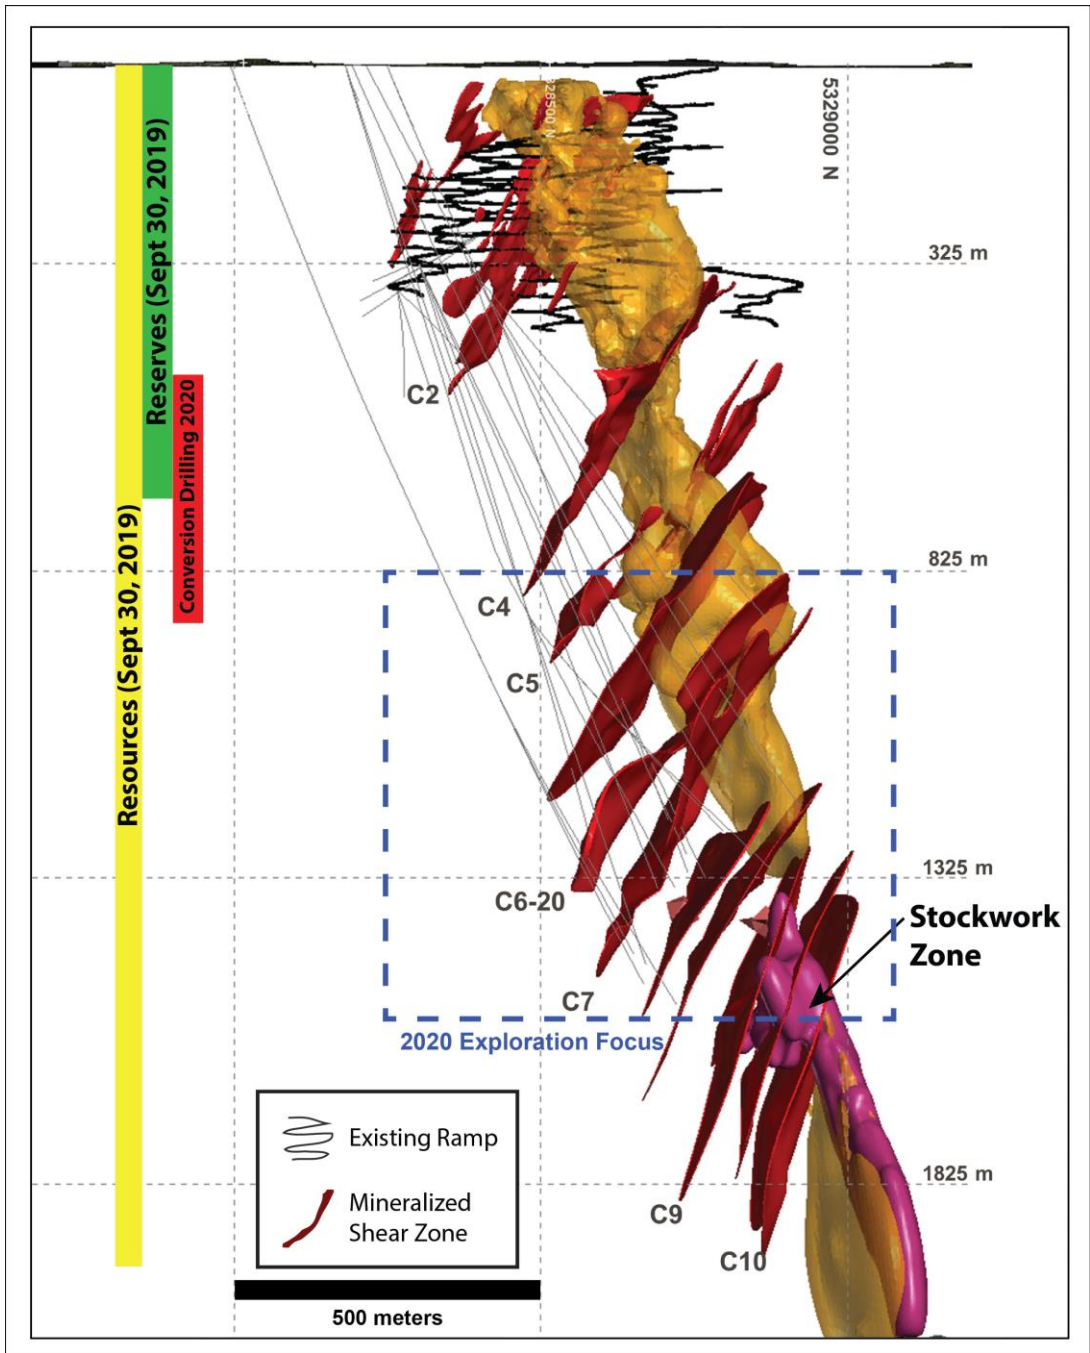 Reserves (Sept 30, 2019)
Resources (Sept 30, 2019)
Conversion Drilling 2020
28500 N
5329000 N
325 m
C2
825 m
C4
C5
1325 m
C6-20
Stockwork
Zone
C7
2020 Exploration Focus
Existing Ramp
Mineralized
Shear Zone
1825 m
C9
C10
500 meters